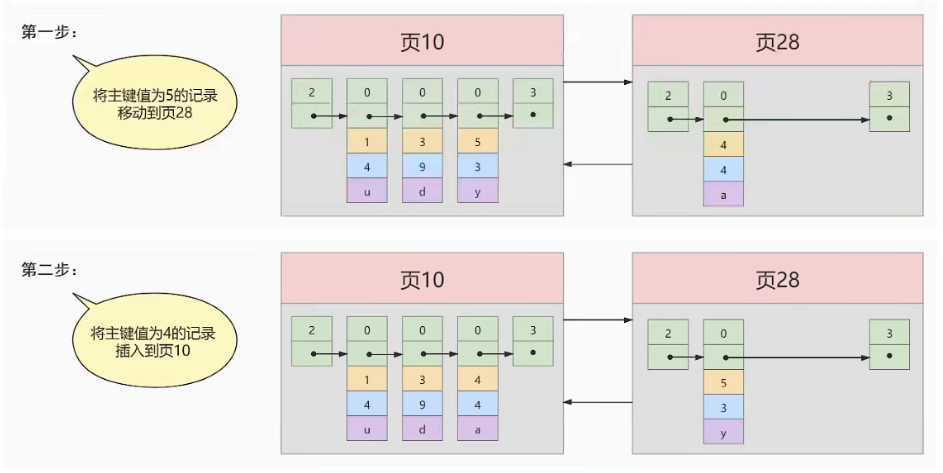 第一步：
将主键值为5的记录
移动到页28
页10
2 0 0 0 3
1 3 5
4 9 3
u d y
页28
2 0 3
4
4
a
第二步：
将主键值为4的记录
插入到页10
页10
2 0 0 0 3
1 3 4
4 9 4
u d a
页28
2 0 3
5
3
y